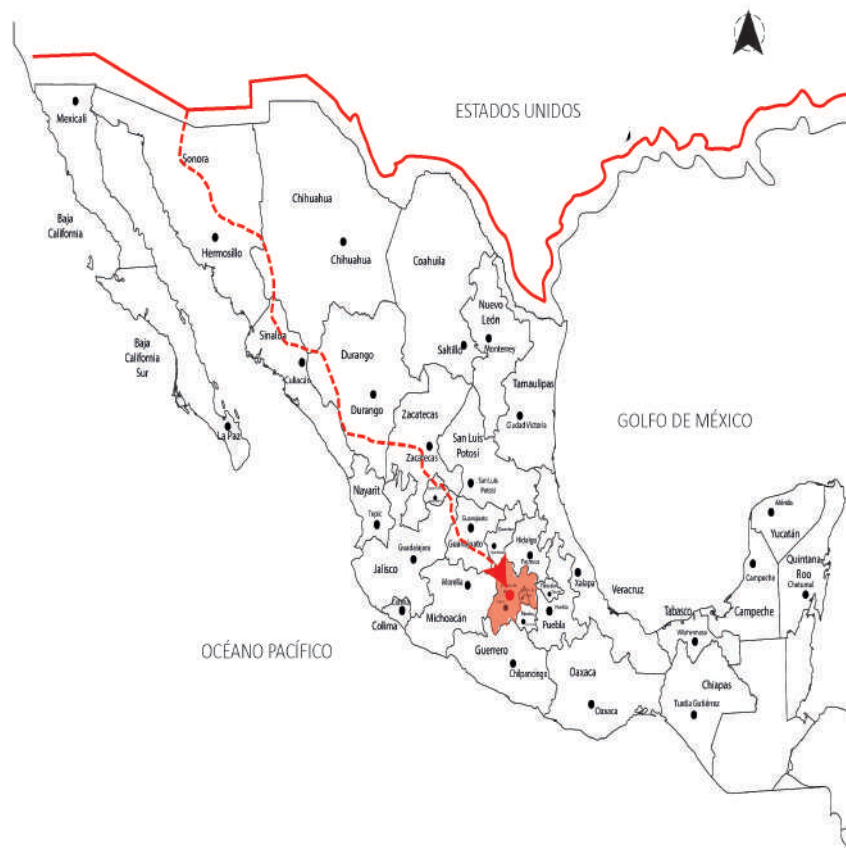 ESTADOS UNIDOS
Mexicali
Sonora
Chihuahua
Baja
California
Hermosillo
Chihuahua
Coahuila
Nuevo
León
Sinaloa
Durango
Saltillo
Monterrey
Baja
California
Sur
Culiacán
Tamaulipas
Durango
Zacatecas
Ciudad Victoria
GOLFO DE MÉXICO
La Paz
San Luis
Potosí
Zacatecas
San Luis
Potosí
Nayarit
Tepic
Guanajuato
Guanajuato
Hidalgo
Pachuca
Mérida
Yucatán
Guadalajara
Jalisco
Morelia
Xalapa
Campeche
Quintana
Roo
Chetumal
Colima
Michoacán
Puebla
Puebla
Veracruz
Tabasco
Campeche
Villahermosa
OCÉANO PACÍFICO
Guerrero
Chilpancingo
Oaxaca
Oaxaca
Chiapas
Tuxtla Gutiérrez